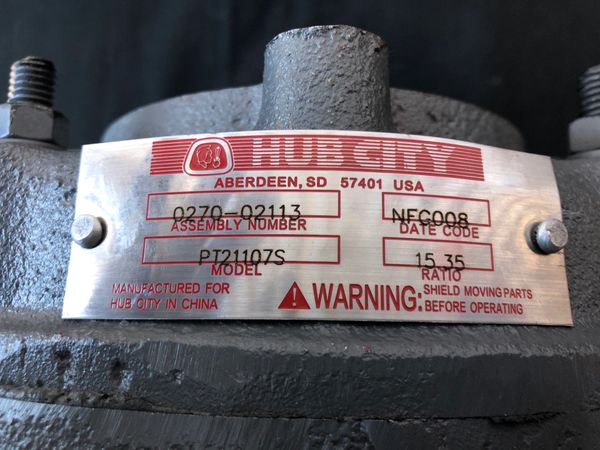 HUB CITY
ABERDEEN, SD 57401 USA
0270-02113 NFC008
ASSEMBLY NUMBER DATE CODE
PT21107S 15.35
MODEL RATIO
MANUFACTURED FOR
HUB CITY IN CHINA
WARNING: SHIELD MOVING PARTS
BEFORE OPERATING